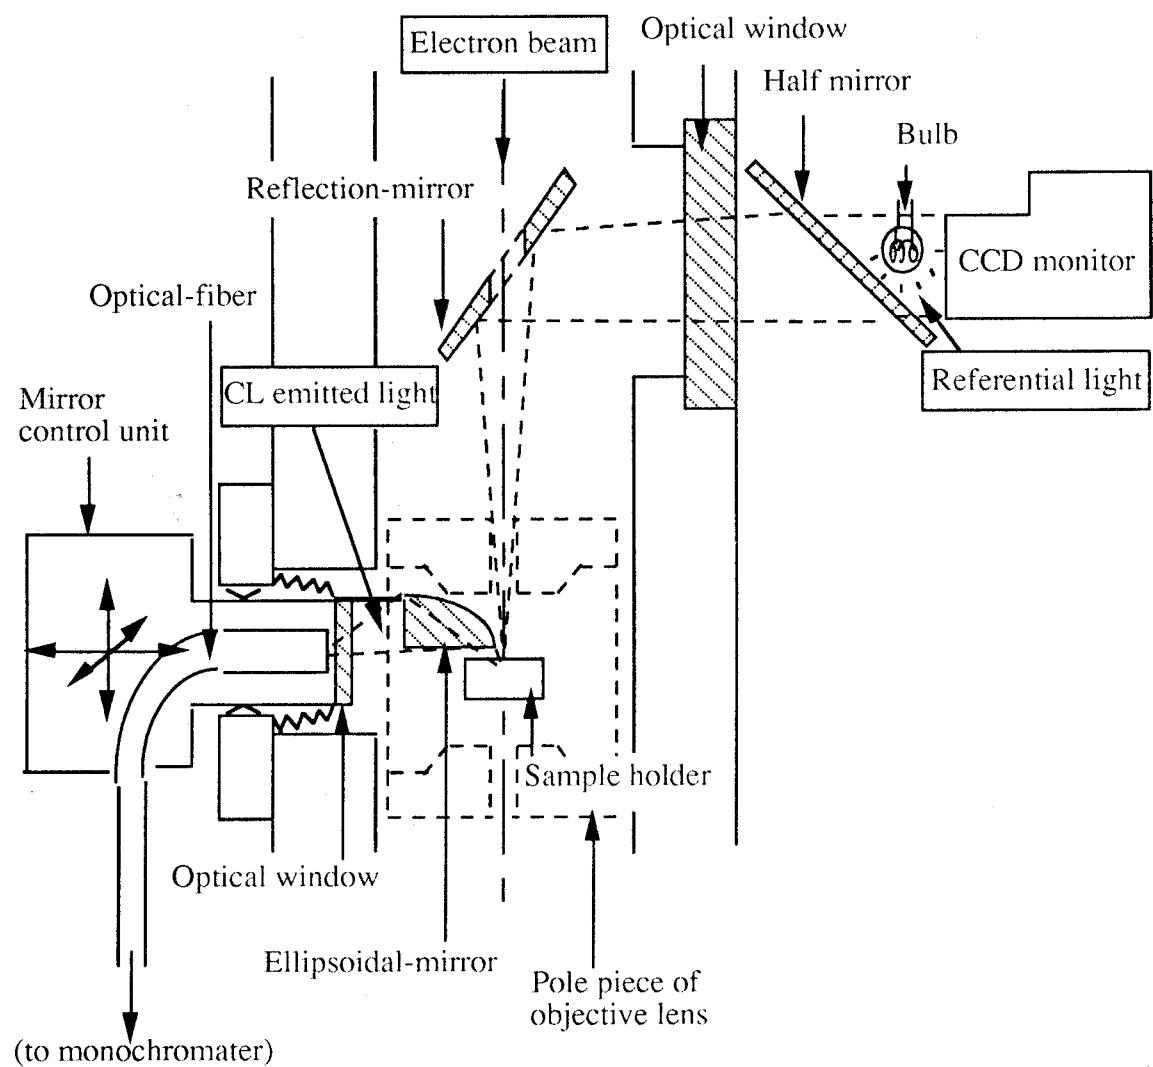 Electron beam
Optical window
Half mirror
Bulb
Reflection-mirror
CCD monitor
Optical-fiber
CL emitted light
Referential light
Mirror
control unit
Sample holder
Optical window
Ellipsoidal-mirror
Pole piece of
objective lens
(to monochromater)